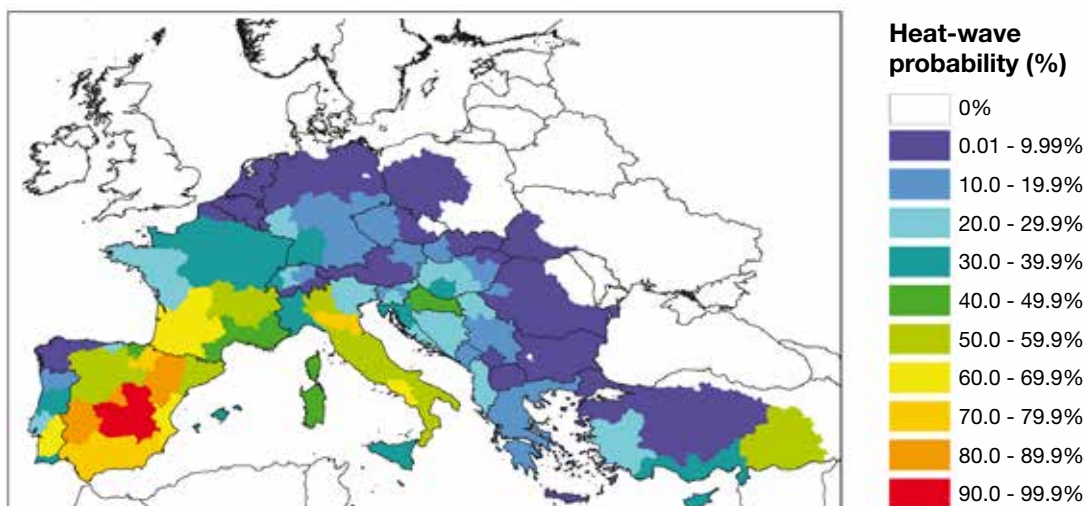 Heat-wave
probability (%)
0%
0.01 - 9.99%
10.0 - 19.9%
20.0 - 29.9%
30.0 - 39.9%
40.0 - 49.9%
50.0 - 59.9%
60.0 - 69.9%
70.0 - 79.9%
80.0 - 89.9%
90.0 - 99.9%